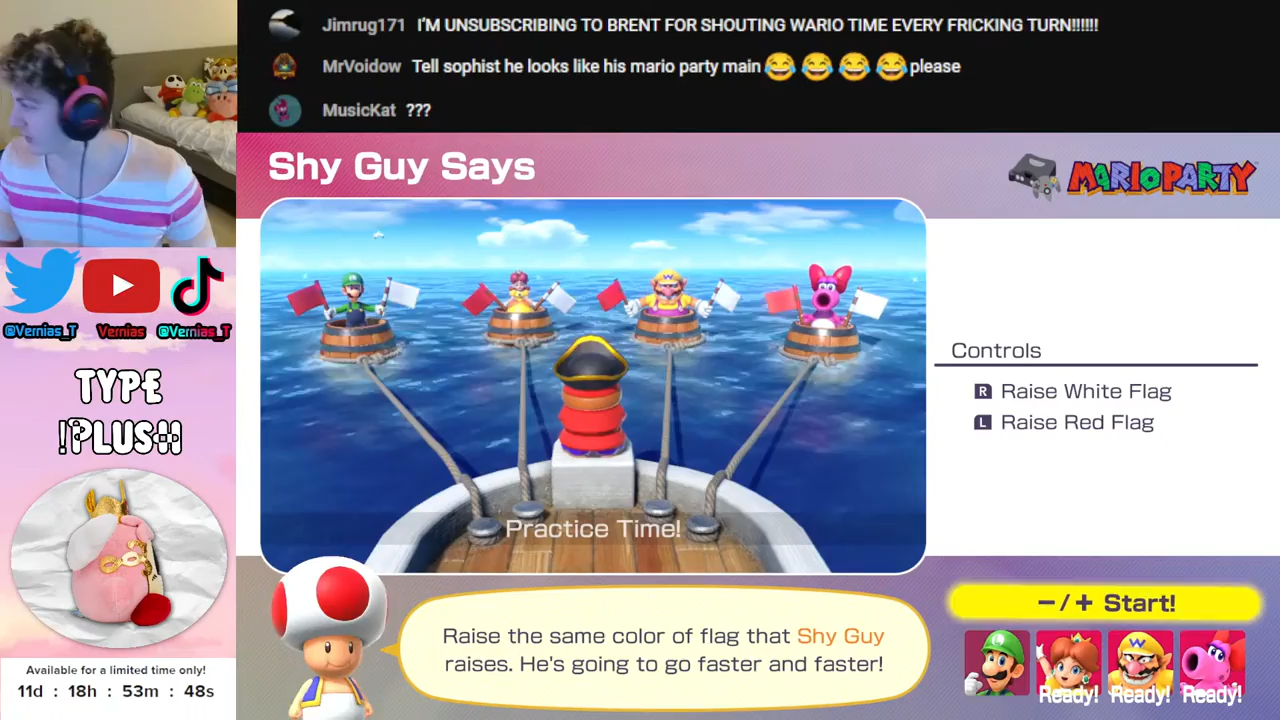 Jimrug171 I'M UNSUBSCRIBING TO BRENT FOR SHOUTING WARIO TIME EVERY FRICKING TURN!!!!!!
MrVoidow Tell sophist he looks like his mario party main😂😂😂😂please
MusicKat ???
Shy Guy Says
MARIO PARTY
@Vernias_T Vernias @Vernias_T
TYPE
!PLUSH
Available for a limited time only!
11d : 18h : 53m : 48s
Practice Time!
Controls
R Raise White Flag
L Raise Red Flag
Raise the same color of flag that Shy Guy
raises. He's going to go faster and faster!
−/+ Start!
Ready! Ready! Ready!